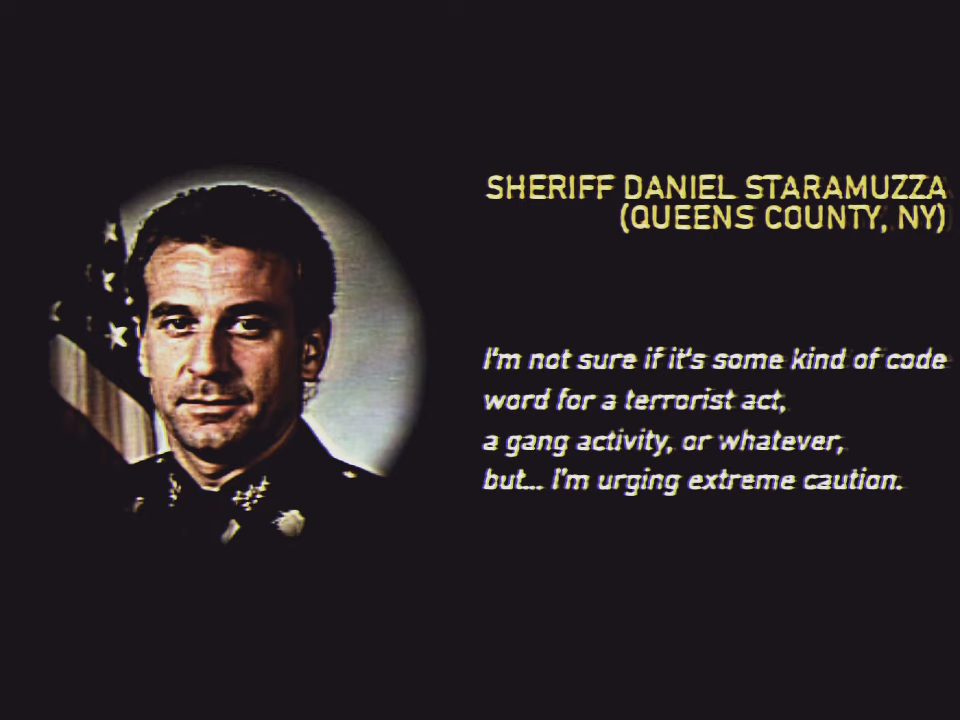 SHERIFF DANIEL STARAMUZZA
(QUEENS COUNTY, NY)
I'm not sure if it's some kind of code
word for a terrorist act,
a gang activity, or whatever,
but... I'm urging extreme caution.